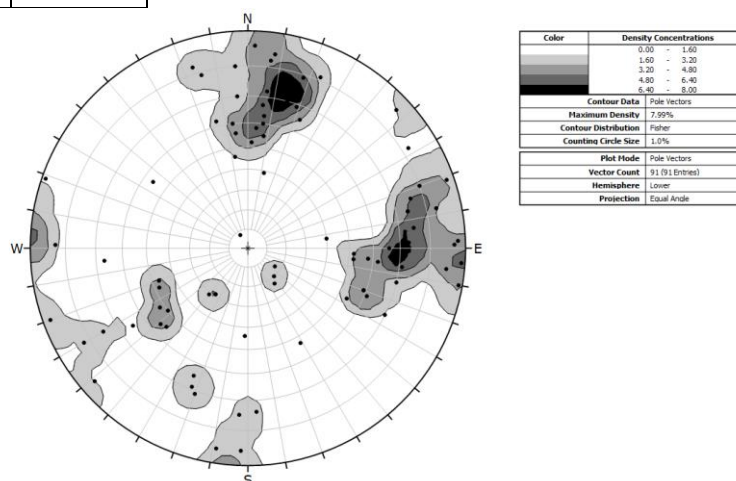 N
W
E
S
Color Density Concentrations
0.00 - 1.60
1.60 - 3.20
3.20 - 4.80
4.80 - 6.40
6.40 - 8.00
Contour Data Pole Vectors
Maximum Density 7.99%
Contour Distribution Fisher
Counting Circle Size 1.0%
Plot Mode Pole Vectors
Vector Count 91 (91 Entries)
Hemisphere Lower
Projection Equal Angle